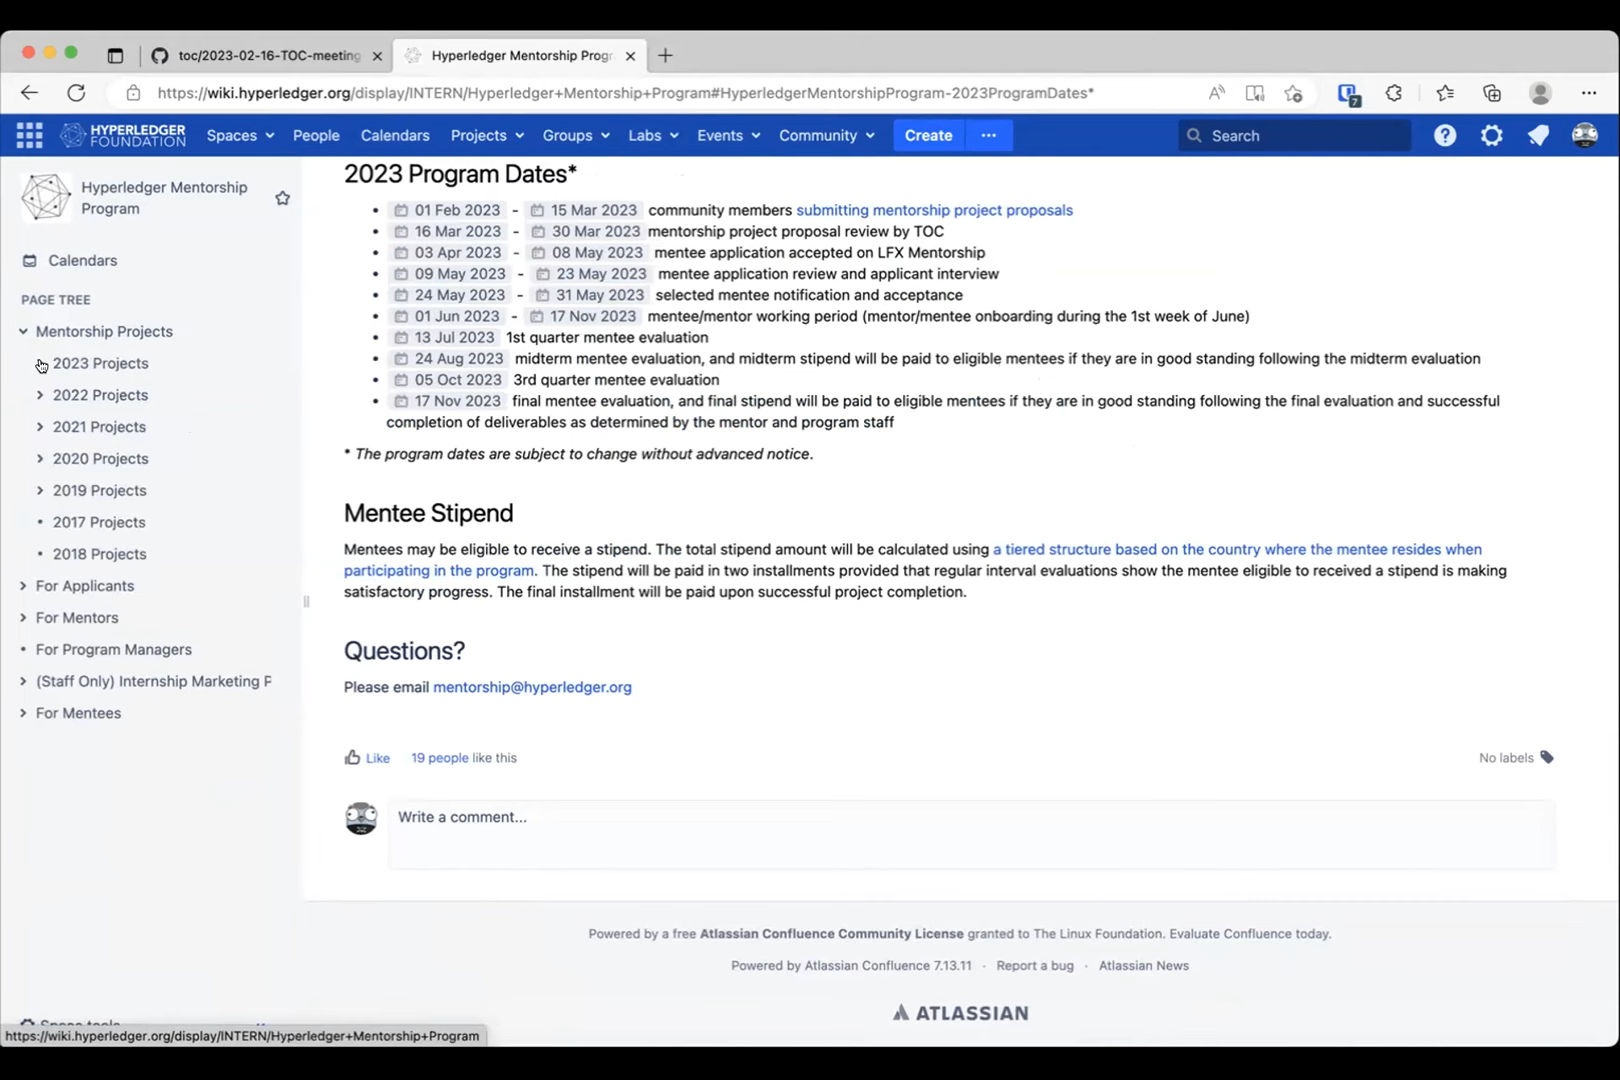 toc/2023-02-16-TOC-meeting
Hyperledger Mentorship Progr
https://wiki.hyperledger.org/display/INTERN/Hyperledger+Mentorship+Program#HyperledgerMentorshipProgram-2023ProgramDates*
7
HYPERLEDGER
FOUNDATION
Spaces
People
Calendars
Projects
Groups
Labs
Events
Community
Create
Search
Hyperledger Mentorship
Program
Calendars
PAGE TREE
Mentorship Projects
2023 Projects
2022 Projects
2021 Projects
2020 Projects
2019 Projects
• 2017 Projects
• 2018 Projects
For Applicants
For Mentors
• For Program Managers
(Staff Only) Internship Marketing P
For Mentees
2023 Program Dates*
• 01 Feb 2023 - 15 Mar 2023 community members submitting mentorship project proposals
• 16 Mar 2023 - 30 Mar 2023 mentorship project proposal review by TOC
• 03 Apr 2023 - 08 May 2023 mentee application accepted on LFX Mentorship
• 09 May 2023 - 23 May 2023 mentee application review and applicant interview
• 24 May 2023 - 31 May 2023 selected mentee notification and acceptance
• 01 Jun 2023 - 17 Nov 2023 mentee/mentor working period (mentor/mentee onboarding during the 1st week of June)
• 13 Jul 2023 1st quarter mentee evaluation
• 24 Aug 2023 midterm mentee evaluation, and midterm stipend will be paid to eligible mentees if they are in good standing following the midterm evaluation
• 05 Oct 2023 3rd quarter mentee evaluation
• 17 Nov 2023 final mentee evaluation, and final stipend will be paid to eligible mentees if they are in good standing following the final evaluation and successful
completion of deliverables as determined by the mentor and program staff
* The program dates are subject to change without advanced notice.
Mentee Stipend
Mentees may be eligible to receive a stipend. The total stipend amount will be calculated using a tiered structure based on the country where the mentee resides when
participating in the program. The stipend will be paid in two installments provided that regular interval evaluations show the mentee eligible to received a stipend is making
satisfactory progress. The final installment will be paid upon successful project completion.
Questions?
Please email mentorship@hyperledger.org
Like 19 people like this
No labels
Write a comment...
Powered by a free Atlassian Confluence Community License granted to The Linux Foundation. Evaluate Confluence today.
Powered by Atlassian Confluence 7.13.11 · Report a bug · Atlassian News
ATLASSIAN
https://wiki.hyperledger.org/display/INTERN/Hyperledger+Mentorship+Program